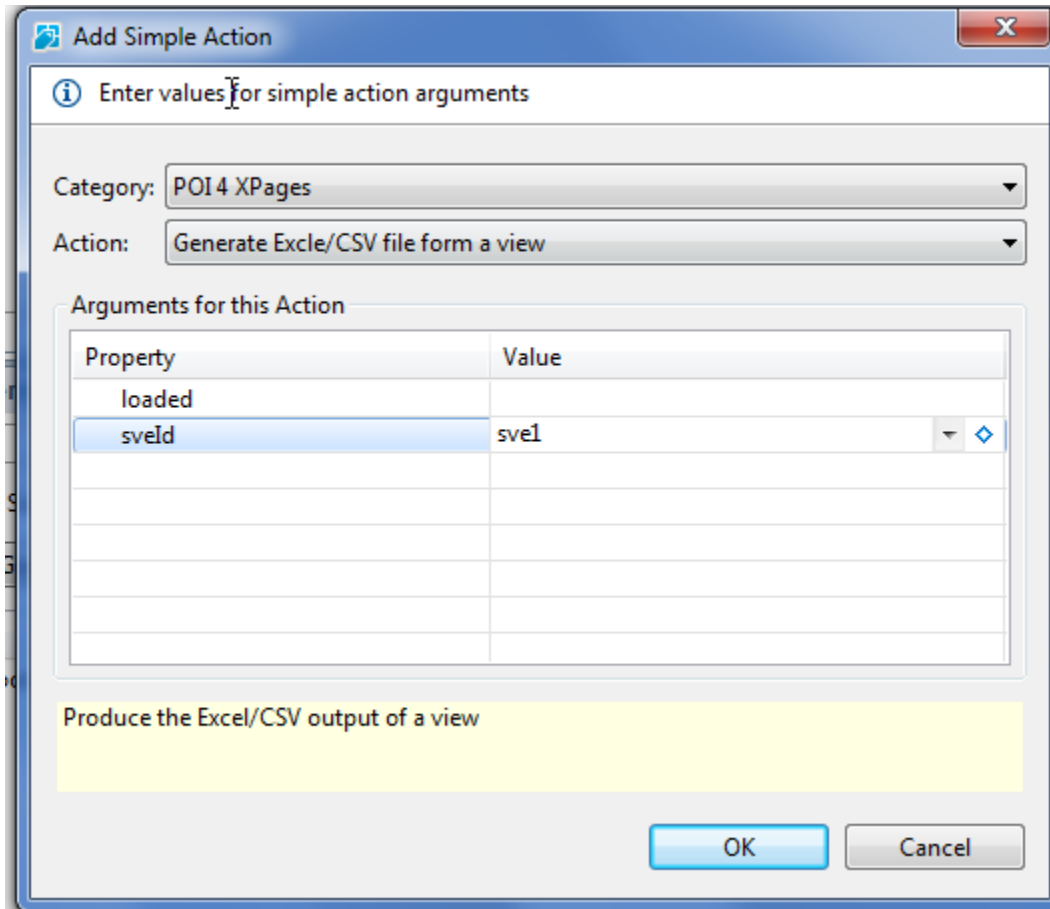 Add Simple Action
Enter values for simple action arguments
Category: POI 4 XPages
Action: Generate Excle/CSV file form a view
Arguments for this Action
Property Value
loaded
sveId sve1
Produce the Excel/CSV output of a view
OK Cancel